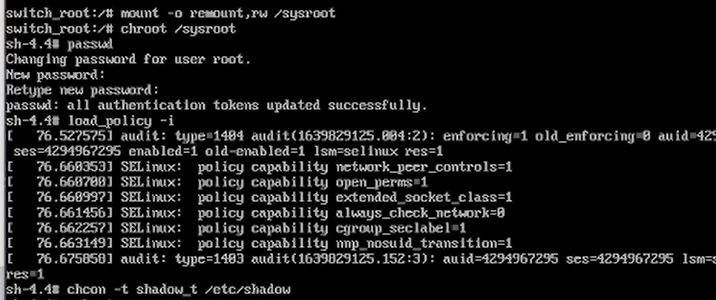 switch_root:/# mount -o remount,rw /sysroot
switch_root:/# chroot /sysroot
sh-4.4# passwd
Changing password for user root.
New password:
Retype new password:
passwd: all authentication tokens updated successfully.
sh-4.4# load_policy -i
[   76.527575] audit: type=1404 audit(1639829125.004:2): enforcing=1 old_enforcing=0 auid=429
 ses=4294967295 enabled=1 old-enabled=1 lsm=selinux res=1
[   76.660353] SELinux:  policy capability network_peer_controls=1
[   76.660700] SELinux:  policy capability open_perms=1
[   76.660997] SELinux:  policy capability extended_socket_class=1
[   76.661456] SELinux:  policy capability always_check_network=0
[   76.662257] SELinux:  policy capability cgroup_seclabel=1
[   76.663149] SELinux:  policy capability nnp_nosuid_transition=1
[   76.675858] audit: type=1403 audit(1639829125.152:3): auid=4294967295 ses=4294967295 lsm=s
res=1
sh-4.4# chcon -t shadow_t /etc/shadow